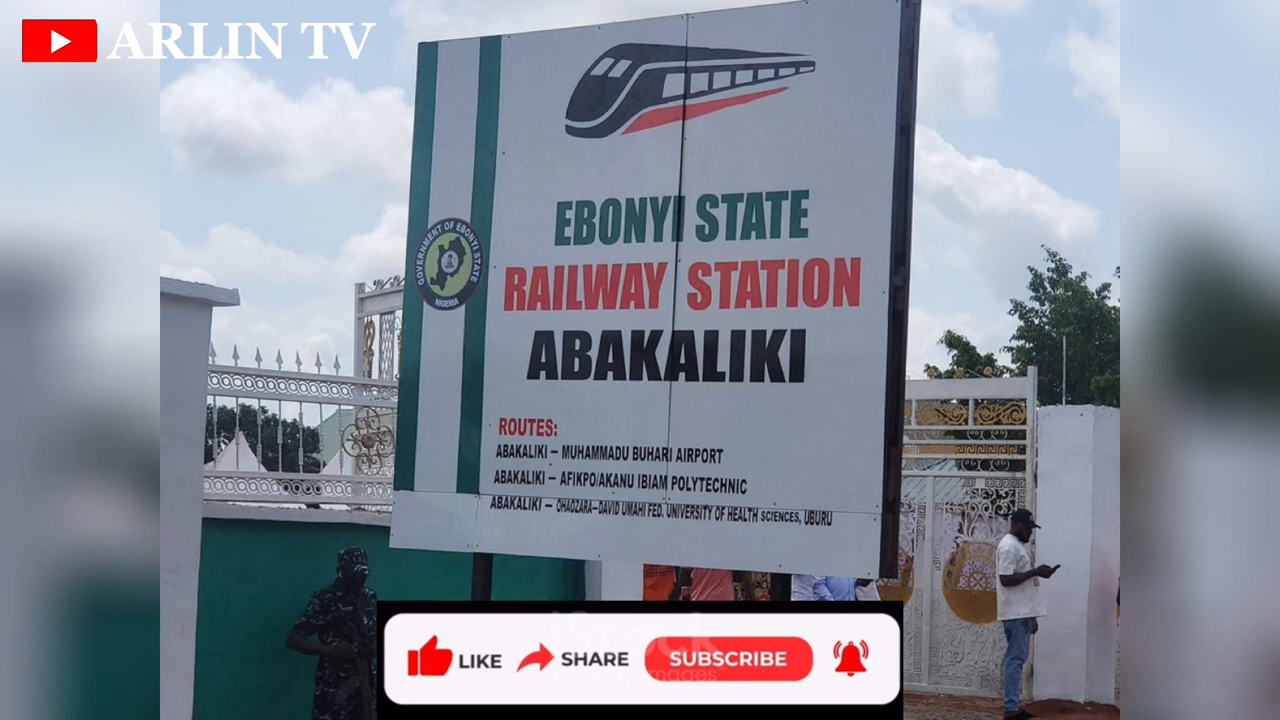 ARLIN TV
EBONYI STATE
RAILWAY STATION
ABAKALIKI
GOVERNMENT OF EBONYI STATE
NIGERIA
ROUTES:
ABAKALIKI – MUHAMMADU BUHARI AIRPORT
ABAKALIKI – AFIKPO/AKANU IBIAM POLYTECHNIC
ABAKALIKI – OHAOZARA–DAVID UMAHI FED. UNIVERSITY OF HEALTH SCIENCES, UBURU
LIKE SHARE SUBSCRIBE